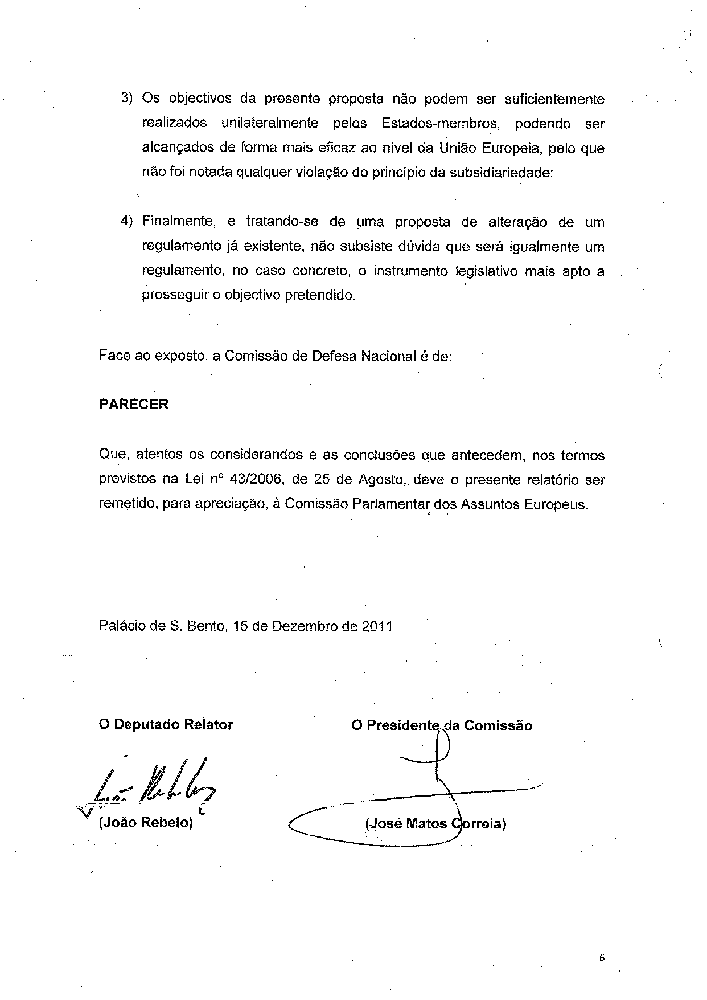 3) Os objectivos da presente proposta não podem ser suficientemente
realizados unilateralmente pelos Estados-membros, podendo ser
alcançados de forma mais eficaz ao nível da União Europeia, pelo que
não foi notada qualquer violação do princípio da subsidiariedade;
4) Finalmente, e tratando-se de uma proposta de alteração de um
regulamento já existente, não subsiste dúvida que será igualmente um
regulamento, no caso concreto, o instrumento legislativo mais apto a
prosseguir o objectivo pretendido.
Face ao exposto, a Comissão de Defesa Nacional é de:
PARECER
Que, atentos os considerandos e as conclusões que antecedem, nos termos
previstos na Lei nº 43/2006, de 25 de Agosto, deve o presente relatório ser
remetido, para apreciação, à Comissão Parlamentar dos Assuntos Europeus.
Palácio de S. Bento, 15 de Dezembro de 2011
O Deputado Relator O Presidente da Comissão
(João Rebelo) (José Matos Correia)
6